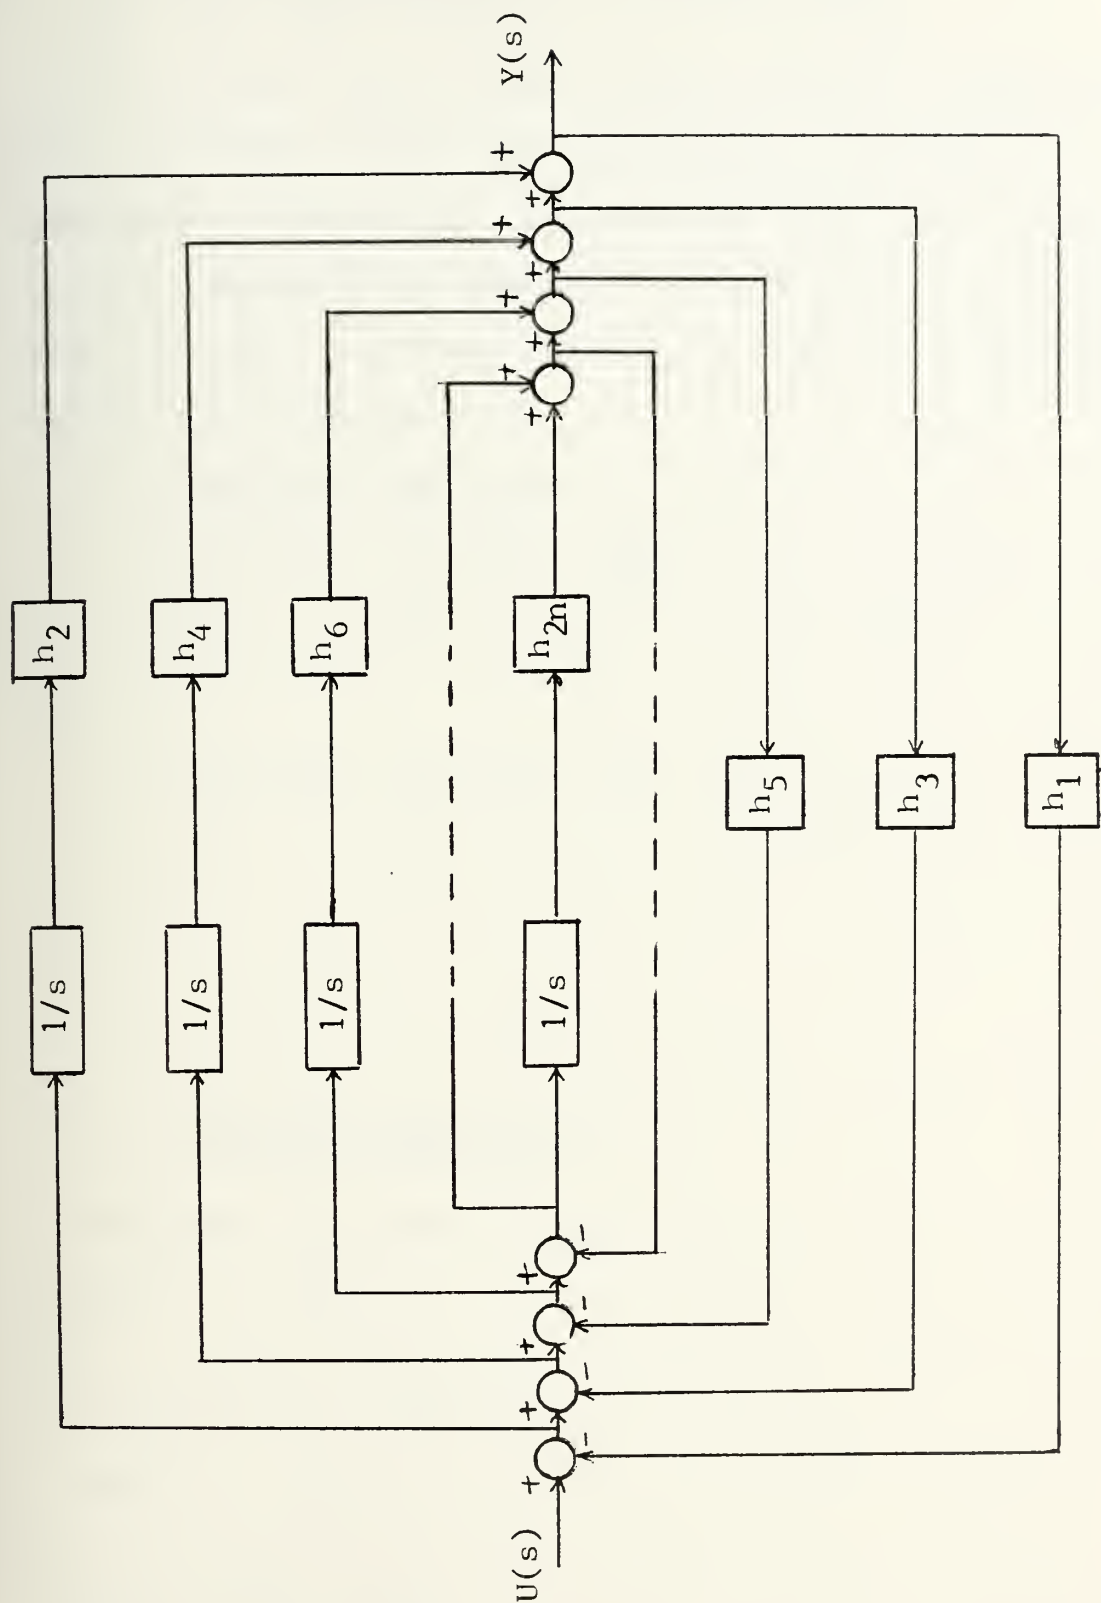 U(s)
+
+
+
+
-
-
-
-
1/s
h2
1/s
h4
1/s
h6
1/s
h2n
h5
h3
h1
+
+
+
+
+
+
+
+
Y(s)